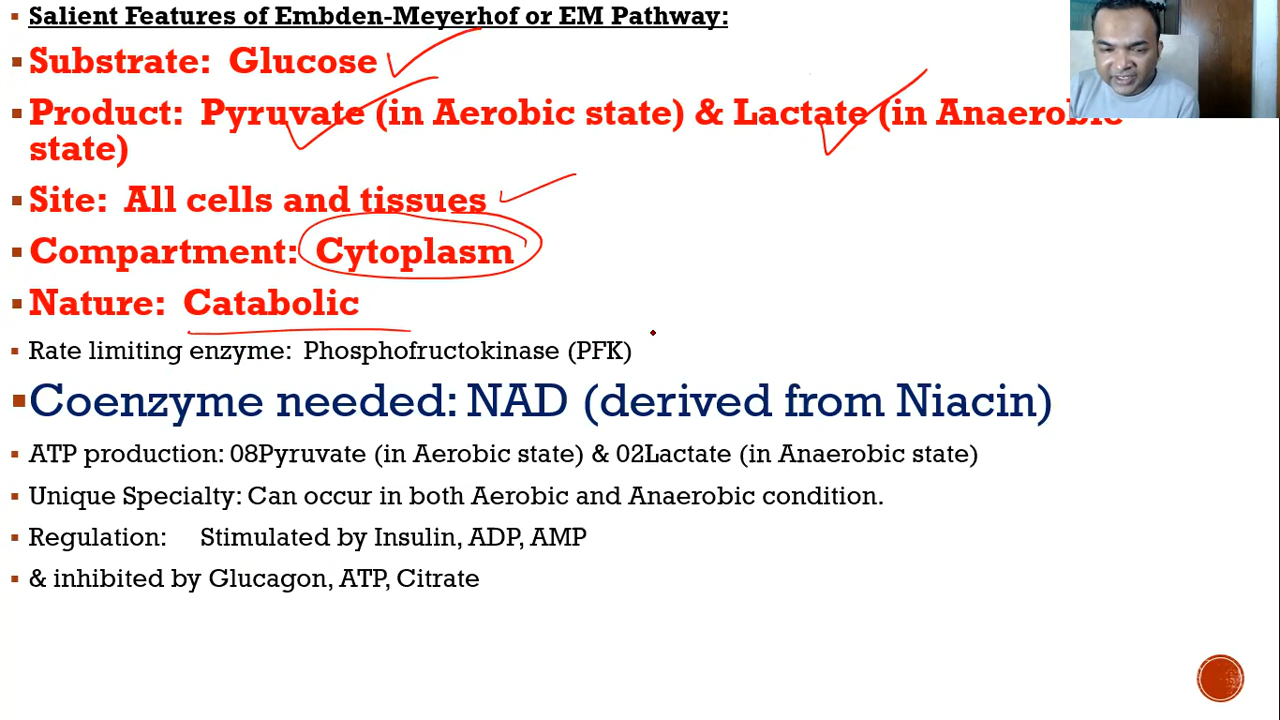 Salient Features of Embden-Meyerhof or EM Pathway:
Substrate: Glucose
Product: Pyruvate (in Aerobic state) & Lactate (in Anaerobic
state)
Site: All cells and tissues
Compartment: Cytoplasm
Nature: Catabolic
Rate limiting enzyme: Phosphofructokinase (PFK)
Coenzyme needed: NAD (derived from Niacin)
ATP production: 08Pyruvate (in Aerobic state) & 02Lactate (in Anaerobic state)
Unique Specialty: Can occur in both Aerobic and Anaerobic condition.
Regulation: Stimulated by Insulin, ADP, AMP
& inhibited by Glucagon, ATP, Citrate